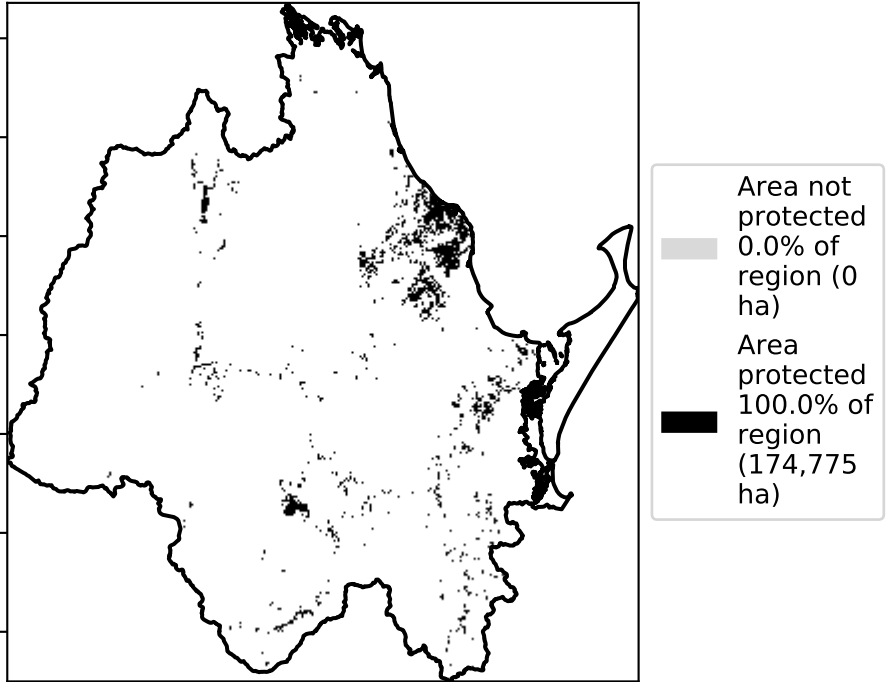 Area not
protected
0.0% of
region (0
ha)
Area
protected
100.0% of
region
(174,775
ha)